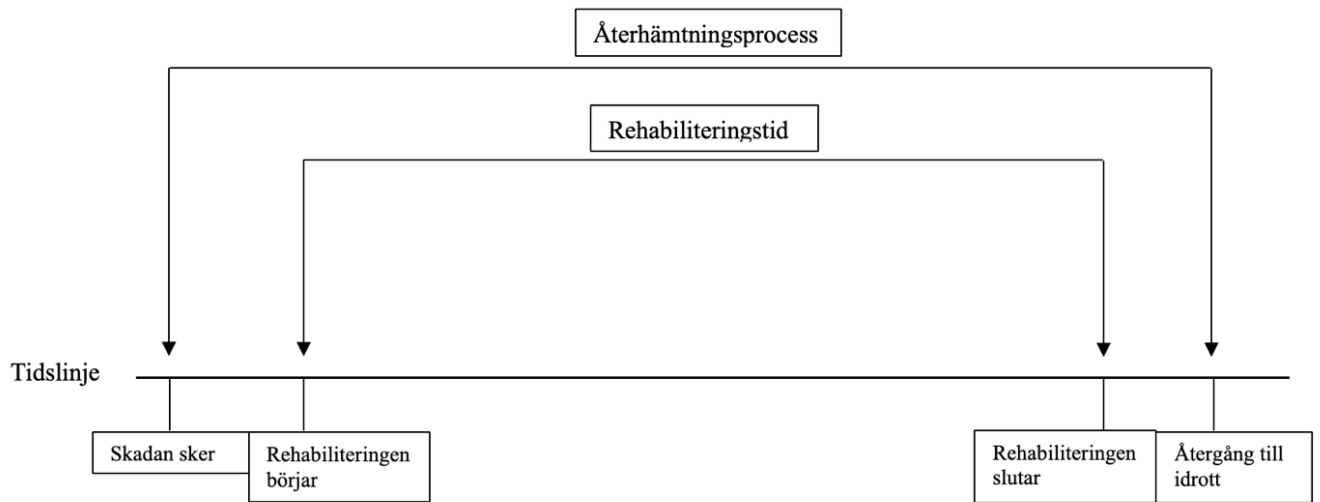 Återhämtningsprocess
Rehabiliteringstid
Tidslinje
Skadan sker
Rehabiliteringen
börjar
Rehabiliteringen
slutar
Återgång till
idrott